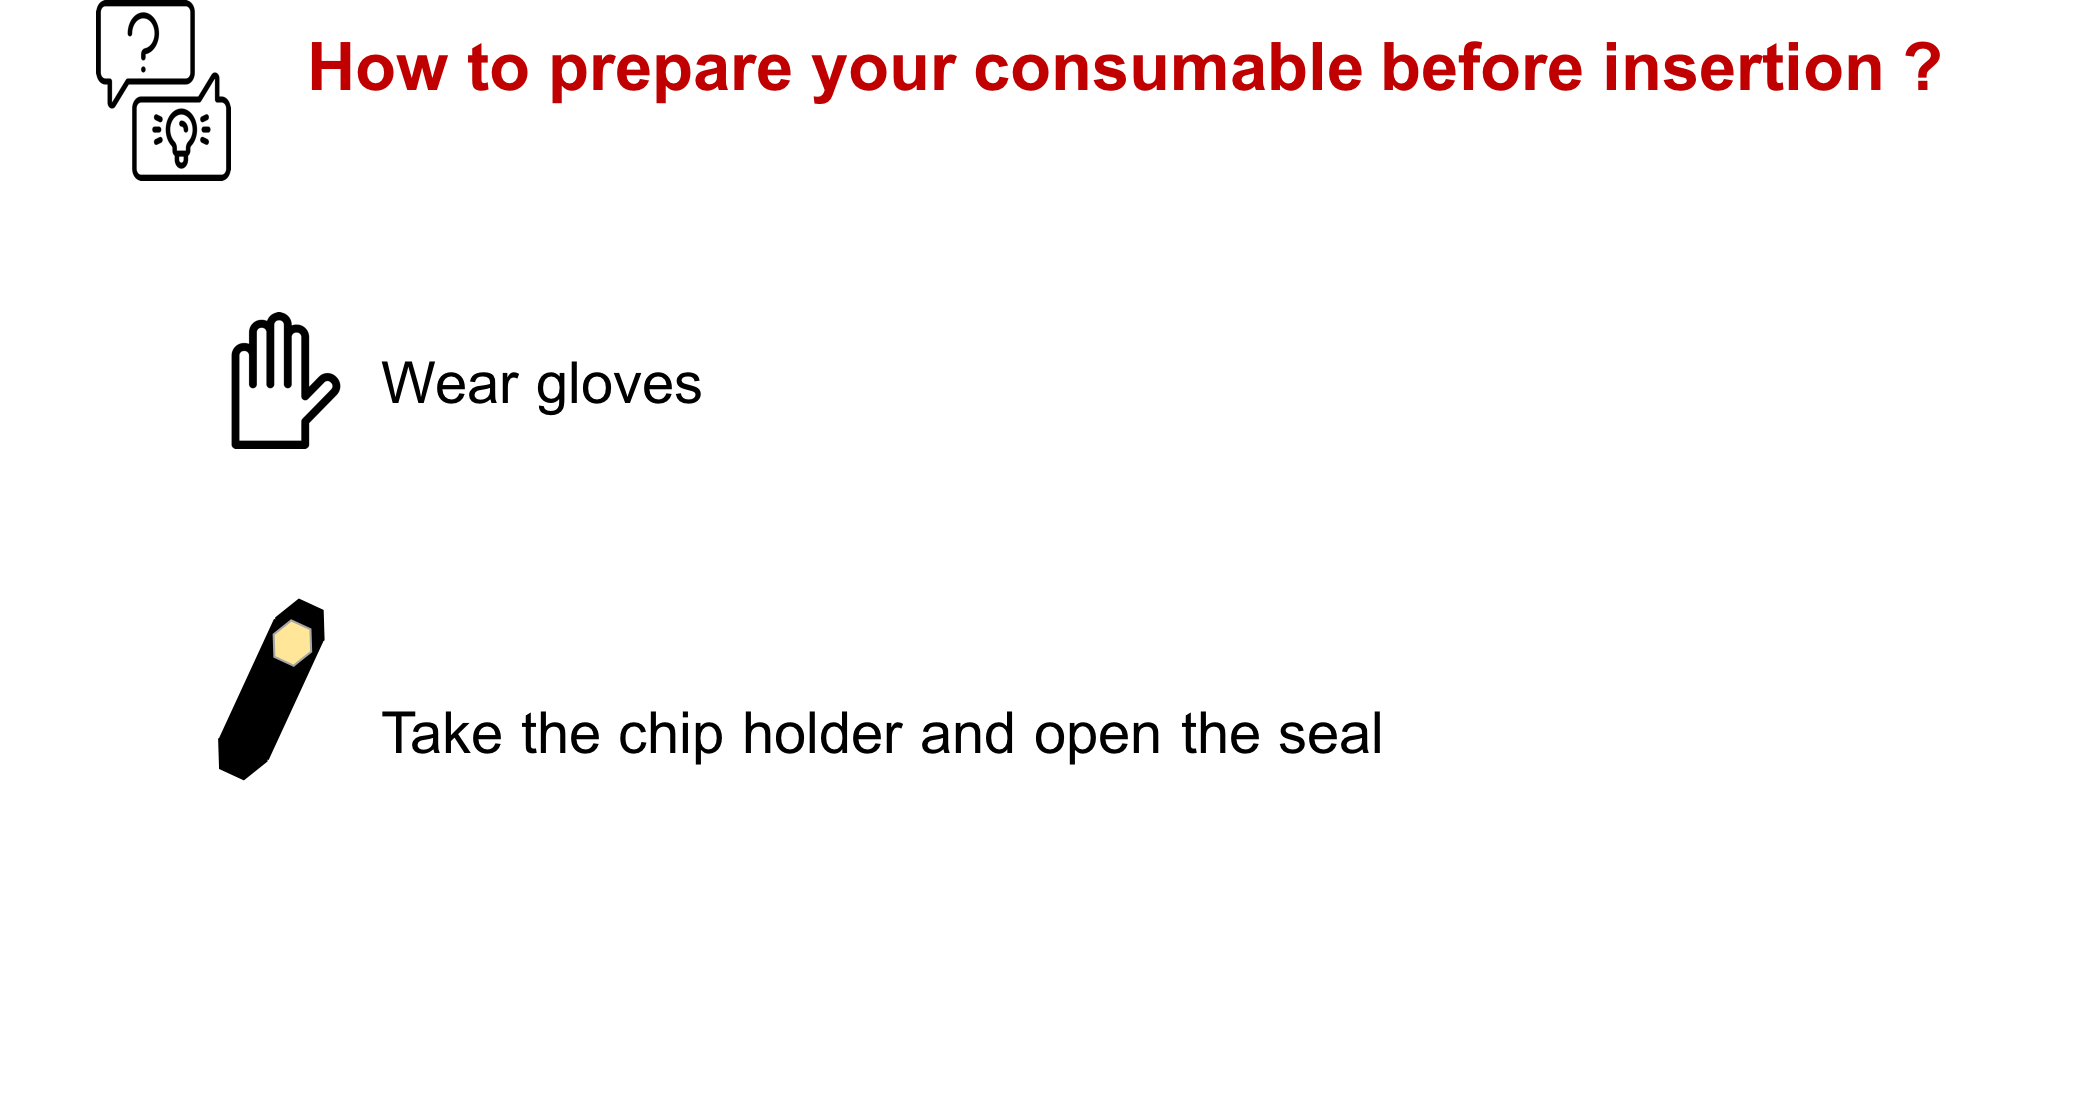 How to prepare your consumable before insertion ?
Wear gloves
Take the chip holder and open the seal